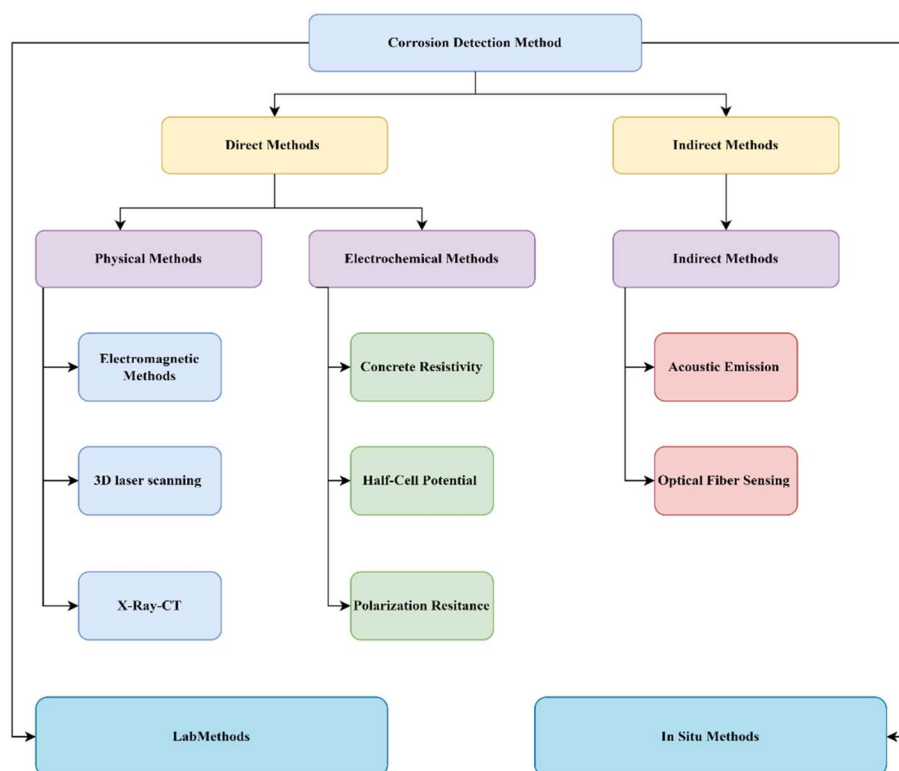 Corrosion Detection Method
Direct Methods
Indirect Methods
Physical Methods
Electrochemical Methods
Indirect Methods
Electromagnetic
Methods
Concrete Resistivity
Acoustic Emission
3D laser scanning
Half-Cell Potential
Optical Fiber Sensing
X-Ray-CT
Polarization Resitance
LabMethods
In Situ Methods